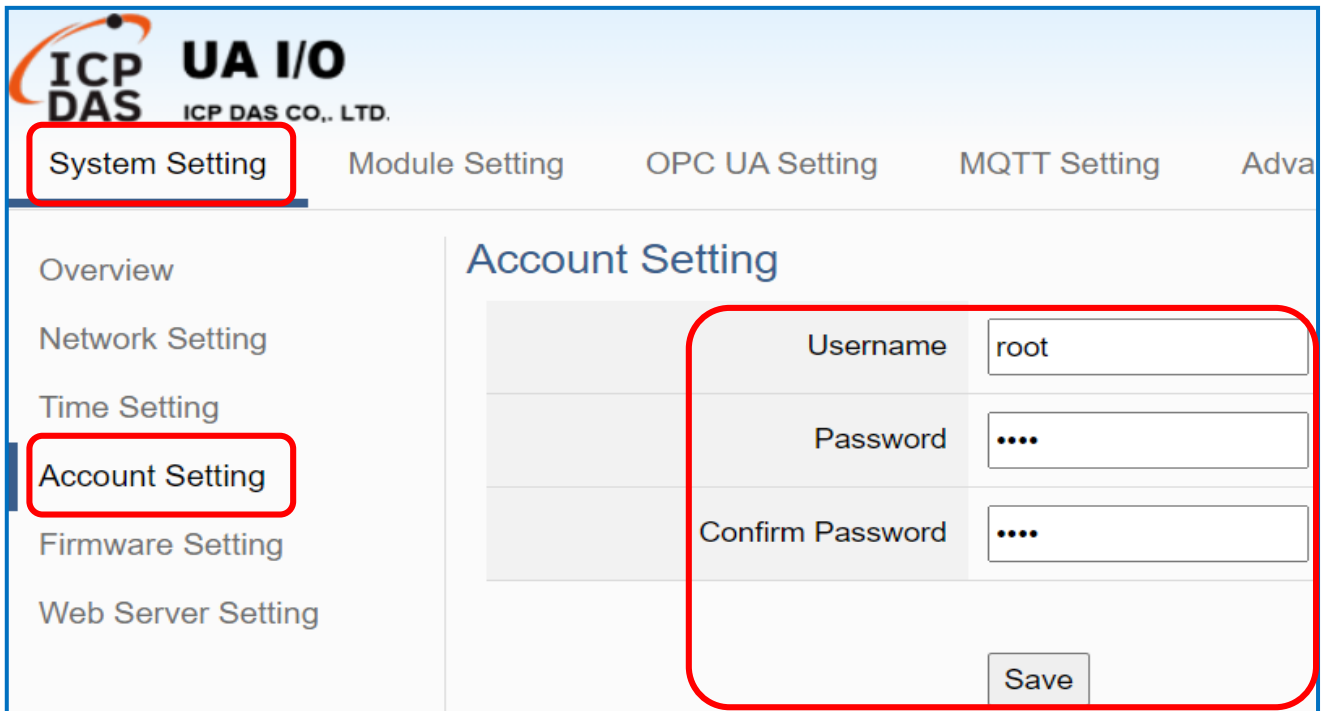 ICP
DAS
UA I/O
ICP DAS CO,. LTD.
System Setting Module Setting OPC UA Setting MQTT Setting Adva
Overview
Network Setting
Time Setting
Account Setting
Firmware Setting
Web Server Setting
Account Setting
Username root
Password ••••
Confirm Password ••••
Save